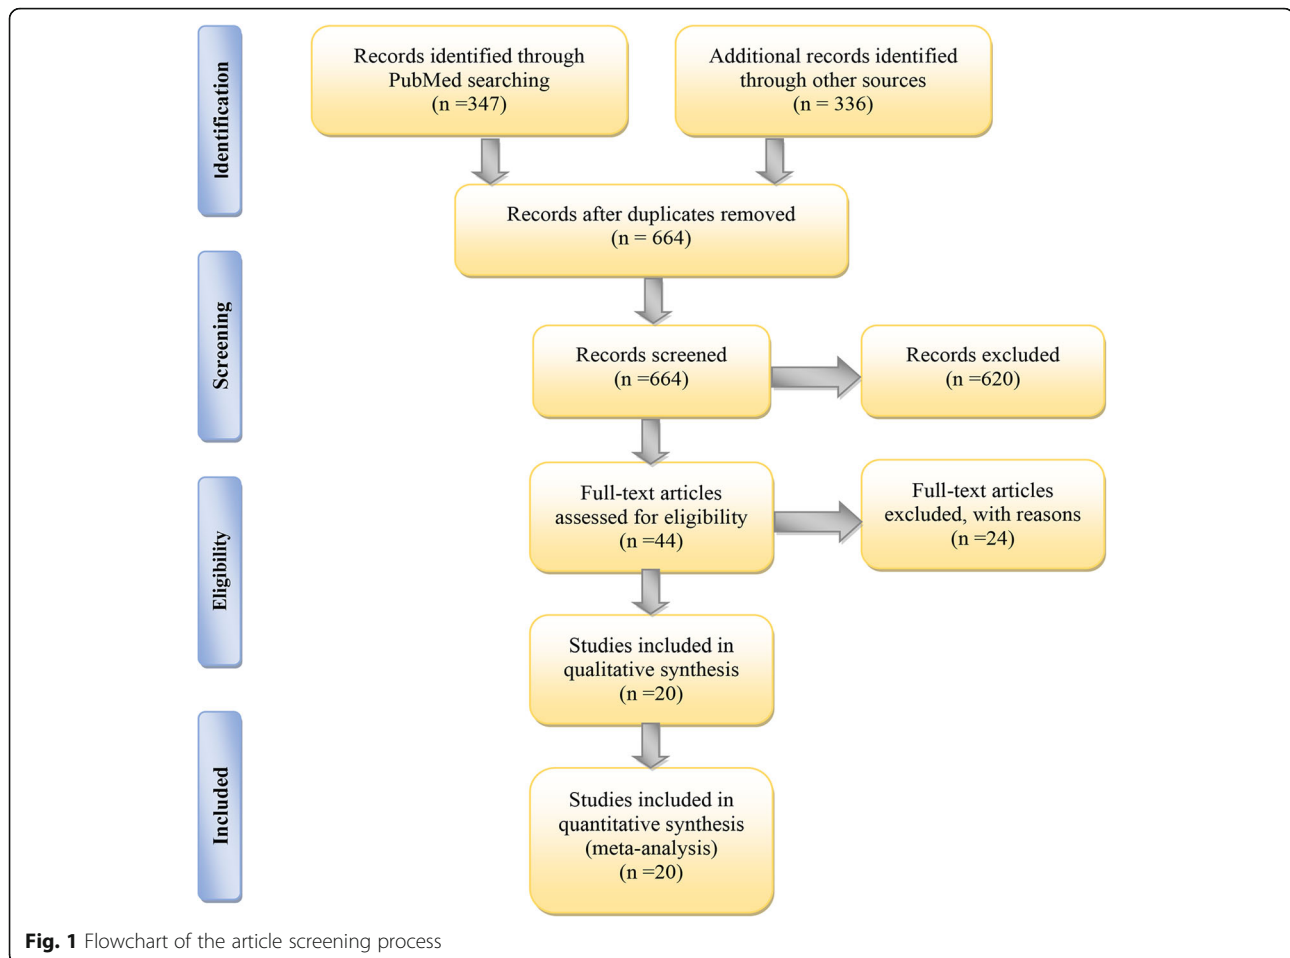 Identification
Records identified through
PubMed searching
(n =347)
Additional records identified
through other sources
(n = 336)
Records after duplicates removed
(n = 664)
Screening
Records screened
(n =664)
Records excluded
(n =620)
Eligibility
Full-text articles
assessed for eligibility
(n =44)
Full-text articles
excluded, with reasons
(n =24)
Studies included in
qualitative synthesis
(n =20)
Included
Studies included in
quantitative synthesis
(meta-analysis)
(n =20)
Fig. 1 Flowchart of the article screening process